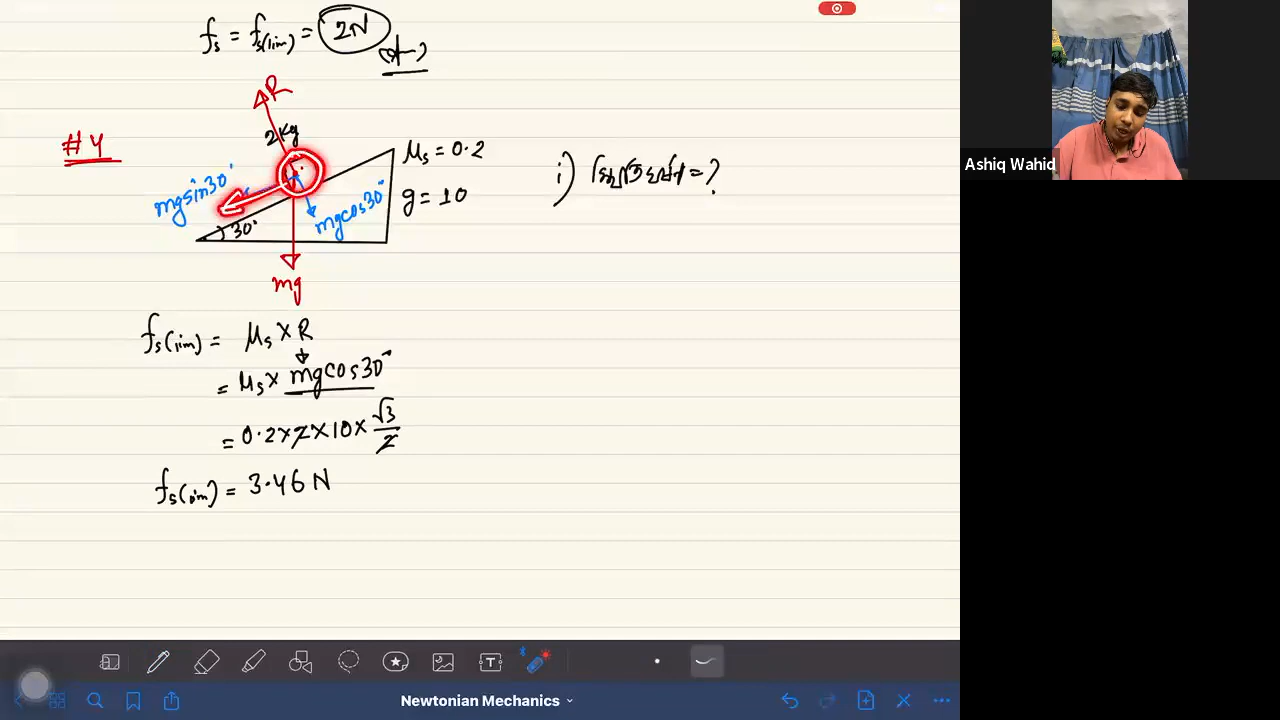 fₛ = fₛ(lim) = 2N
(Ans)
#4
R
2kg
μₛ = 0.2
g = 10
mgsin30°
mgcos30°
30°
mg
i) স্থিতি ঘর্ষণ = ?
Ashiq Wahid
fₛ(lim) = μₛ × R
= μₛ × mgcos30°
= 0.2×2×10× √3/2
fₛ(lim) = 3.46 N
T
Newtonian Mechanics